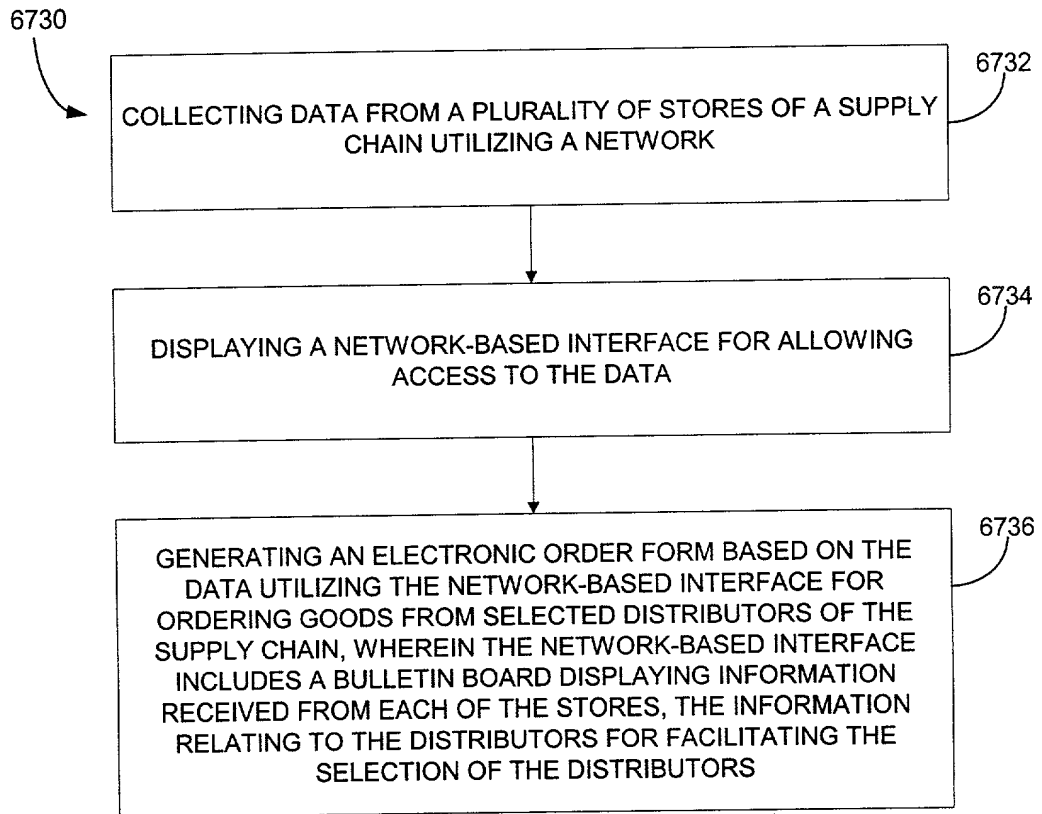 6730
6732
COLLECTING DATA FROM A PLURALITY OF STORES OF A SUPPLY
CHAIN UTILIZING A NETWORK
6734
DISPLAYING A NETWORK-BASED INTERFACE FOR ALLOWING
ACCESS TO THE DATA
6736
GENERATING AN ELECTRONIC ORDER FORM BASED ON THE
DATA UTILIZING THE NETWORK-BASED INTERFACE FOR
ORDERING GOODS FROM SELECTED DISTRIBUTORS OF THE
SUPPLY CHAIN, WHEREIN THE NETWORK-BASED INTERFACE
INCLUDES A BULLETIN BOARD DISPLAYING INFORMATION
RECEIVED FROM EACH OF THE STORES, THE INFORMATION
RELATING TO THE DISTRIBUTORS FOR FACILITATING THE
SELECTION OF THE DISTRIBUTORS